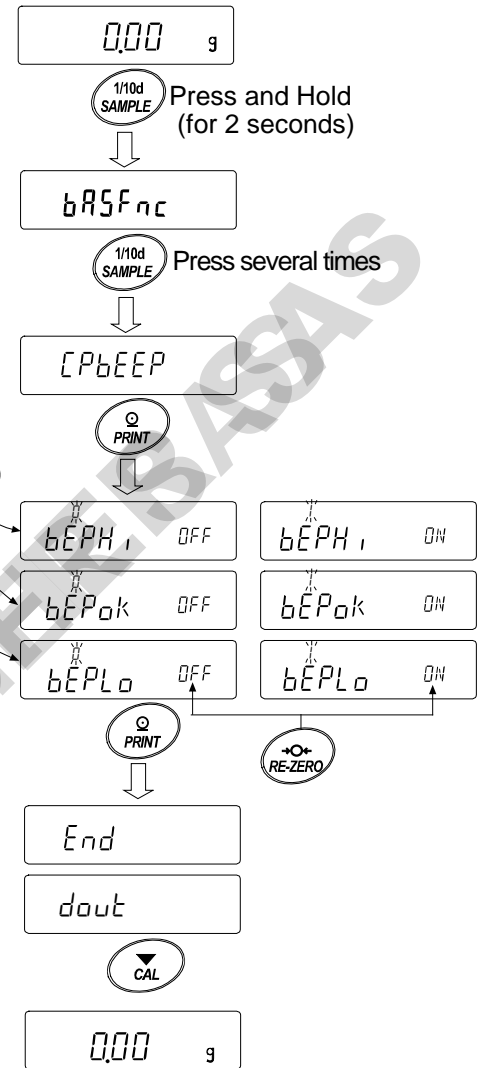 0.00 g
1/10d
SAMPLE
Press and Hold
(for 2 seconds)
bASFnc
1/10d
SAMPLE
Press several times
CPbEEP
PRINT
bEPHi OFF
bEPHi ON
bEPok OFF
bEPok ON
bEPLo OFF
bEPLo ON
PRINT
RE-ZERO
End
dout
CAL
0.00 g